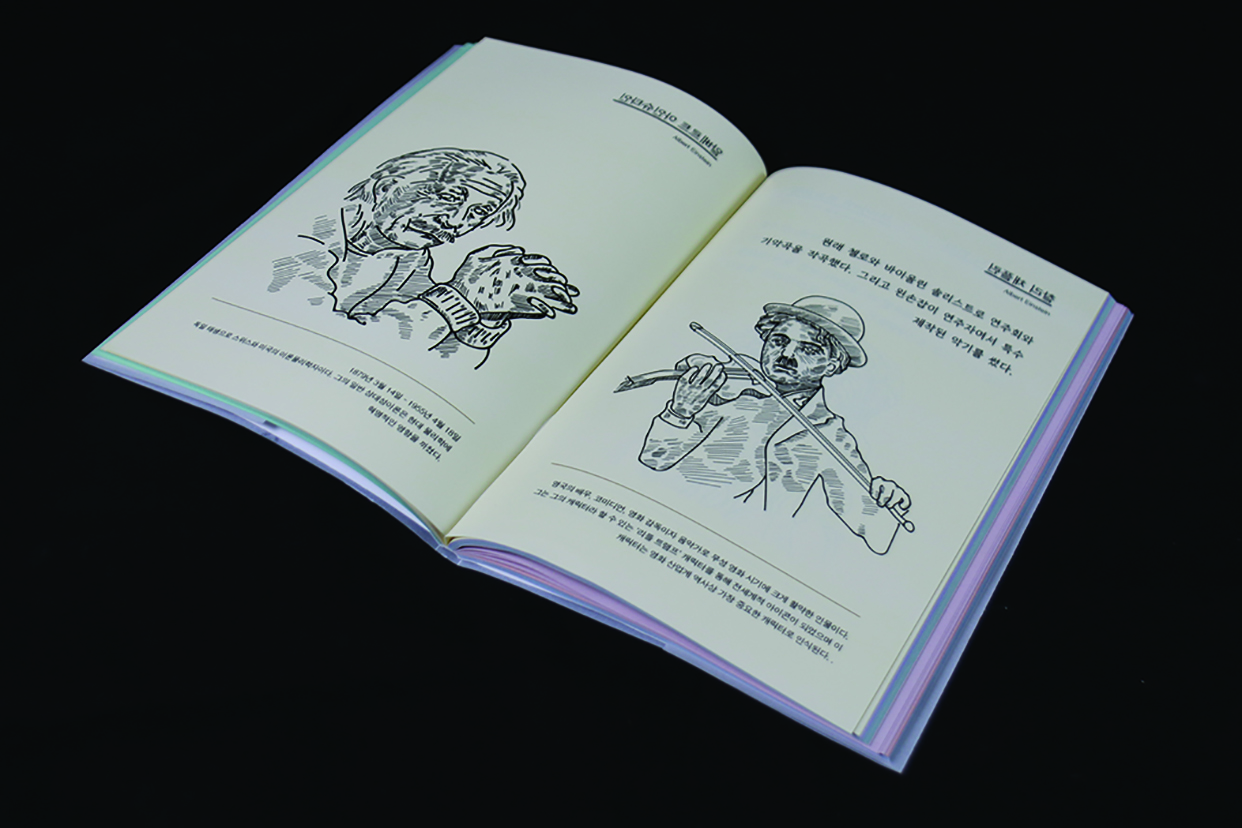 알베르트 아인슈타인
Albert Einstein
1879년 3월 14일 - 1955년 4월 18일
독일 태생으로 스위스와 미국의 이론물리학자이다. 그의 일반 상대성이론은 현대 물리학에
혁명적인 영향을 끼쳤다.
찰리 채플린
Albert Einstein
원래 첼로와 바이올린 솔리스트로 연주회와
기악곡을 작곡했다. 그리고 왼손잡이 연주자여서 특수
제작된 악기를 썼다.
영국의 배우, 코미디언, 영화 감독이자 음악가로 무성 영화 시기에 크게 활약한 인물이다.
그는 그의 캐릭터라 할 수 있는 '리틀 트램프' 캐릭터를 통해 전세계적 아이콘이 되었으며 이
캐릭터는 영화 산업계 역사상 가장 중요한 캐릭터로 인식된다. .